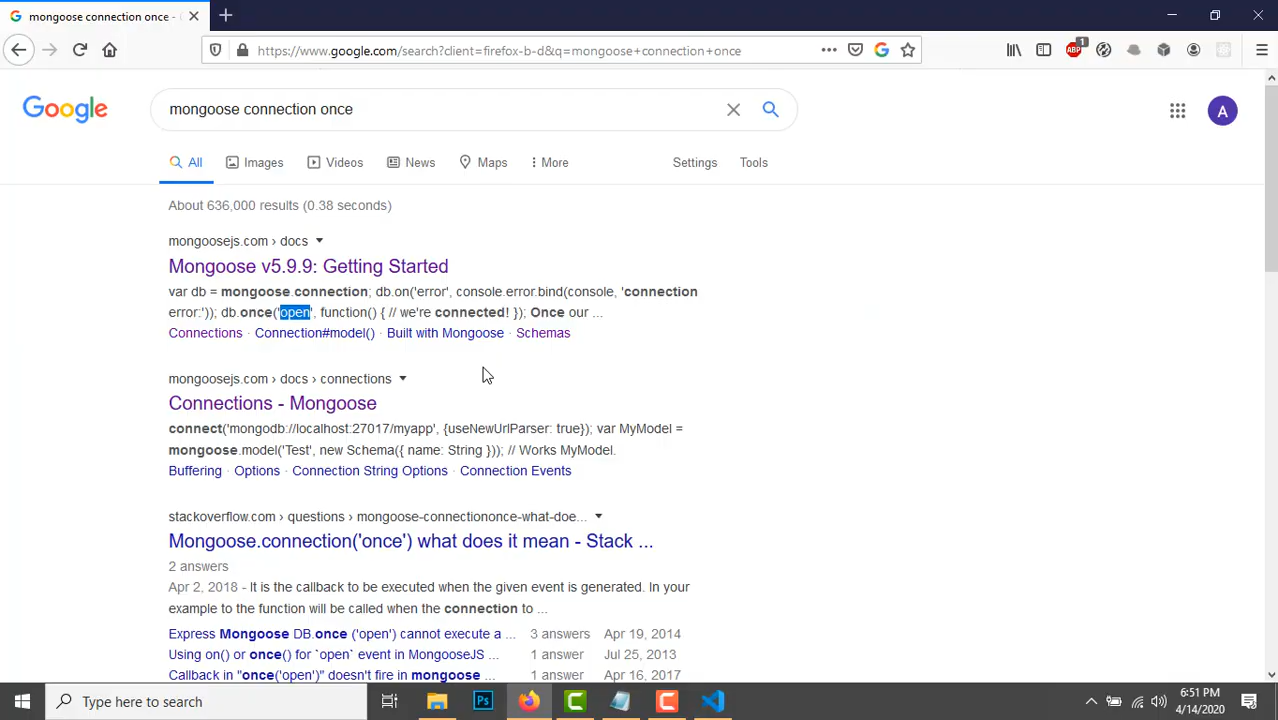 mongoose connection once -
https://www.google.com/search?client=firefox-b-d&q=mongoose+connection+once
ABP
1
Google
mongoose connection once
A
All
Images
Videos
News
Maps
More
Settings
Tools
About 636,000 results (0.38 seconds)
mongoosejs.com › docs
Mongoose v5.9.9: Getting Started
var db = mongoose.connection; db.on('error', console.error.bind(console, 'connection
error:')); db.once('open', function() { // we're connected! }); Once our ...
Connections · Connection#model() · Built with Mongoose · Schemas
mongoosejs.com › docs › connections
Connections - Mongoose
connect('mongodb://localhost:27017/myapp', {useNewUrlParser: true}); var MyModel =
mongoose.model('Test', new Schema({ name: String })); // Works MyModel.
Buffering · Options · Connection String Options · Connection Events
stackoverflow.com › questions › mongoose-connectiononce-what-doe...
Mongoose.connection('once') what does it mean - Stack ...
2 answers
Apr 2, 2018 - It is the callback to be executed when the given event is generated. In your
example to the function will be called when the connection to ...
Express Mongoose DB.once ('open') cannot execute a ... 3 answers Apr 19, 2014
Using on() or once() for `open` event in MongooseJS ... 1 answer Jul 25, 2013
Callback in "once('open')" doesn't fire in mongoose ... 1 answer Apr 16, 2017
Type here to search
Ps
6:51 PM
4/14/2020